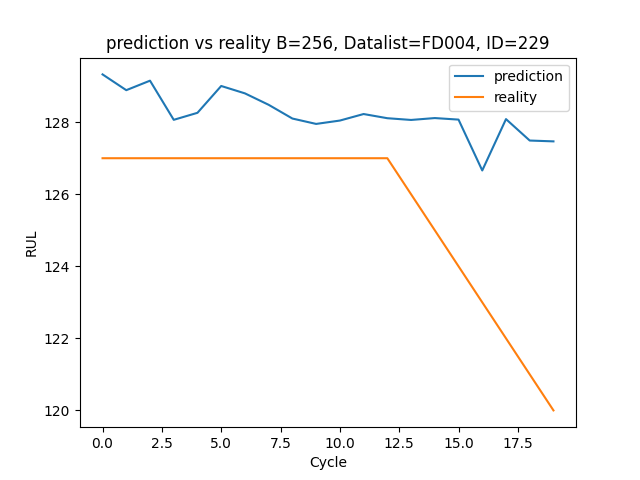 prediction vs reality B=256, Datalist=FD004, ID=229
prediction
reality
128
126
124
122
120
RUL
0.0 2.5 5.0 7.5 10.0 12.5 15.0 17.5
Cycle